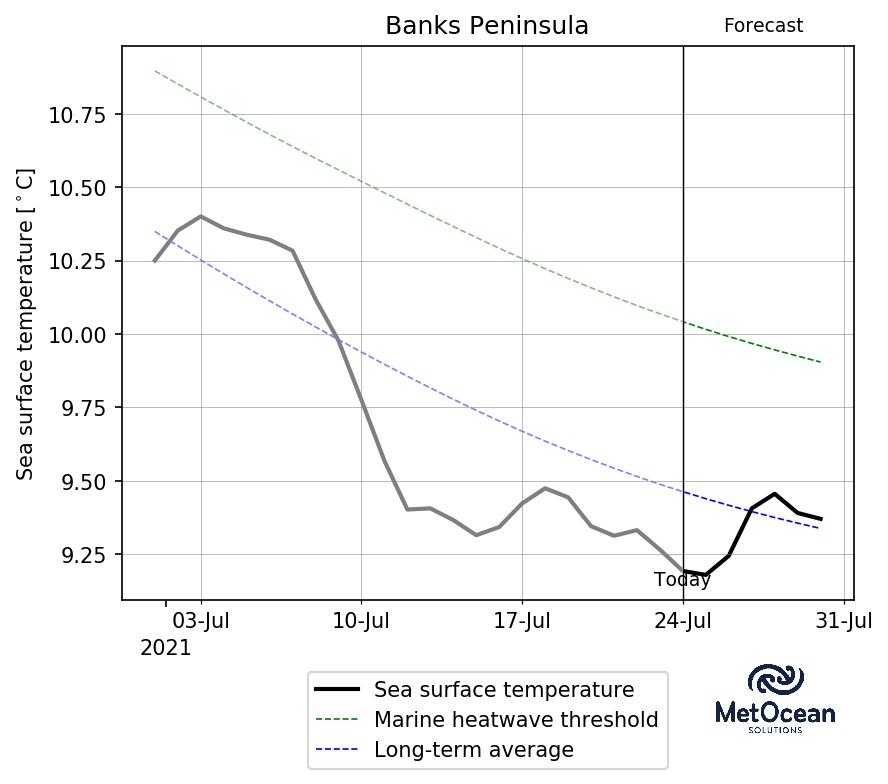 Banks Peninsula
Forecast
Sea surface temperature [°C]
10.75
10.50
10.25
10.00
9.75
9.50
9.25
Today
03-Jul
10-Jul
17-Jul
24-Jul
31-Jul
2021
Sea surface temperature
Marine heatwave threshold
Long-term average
MetOcean
SOLUTIONS